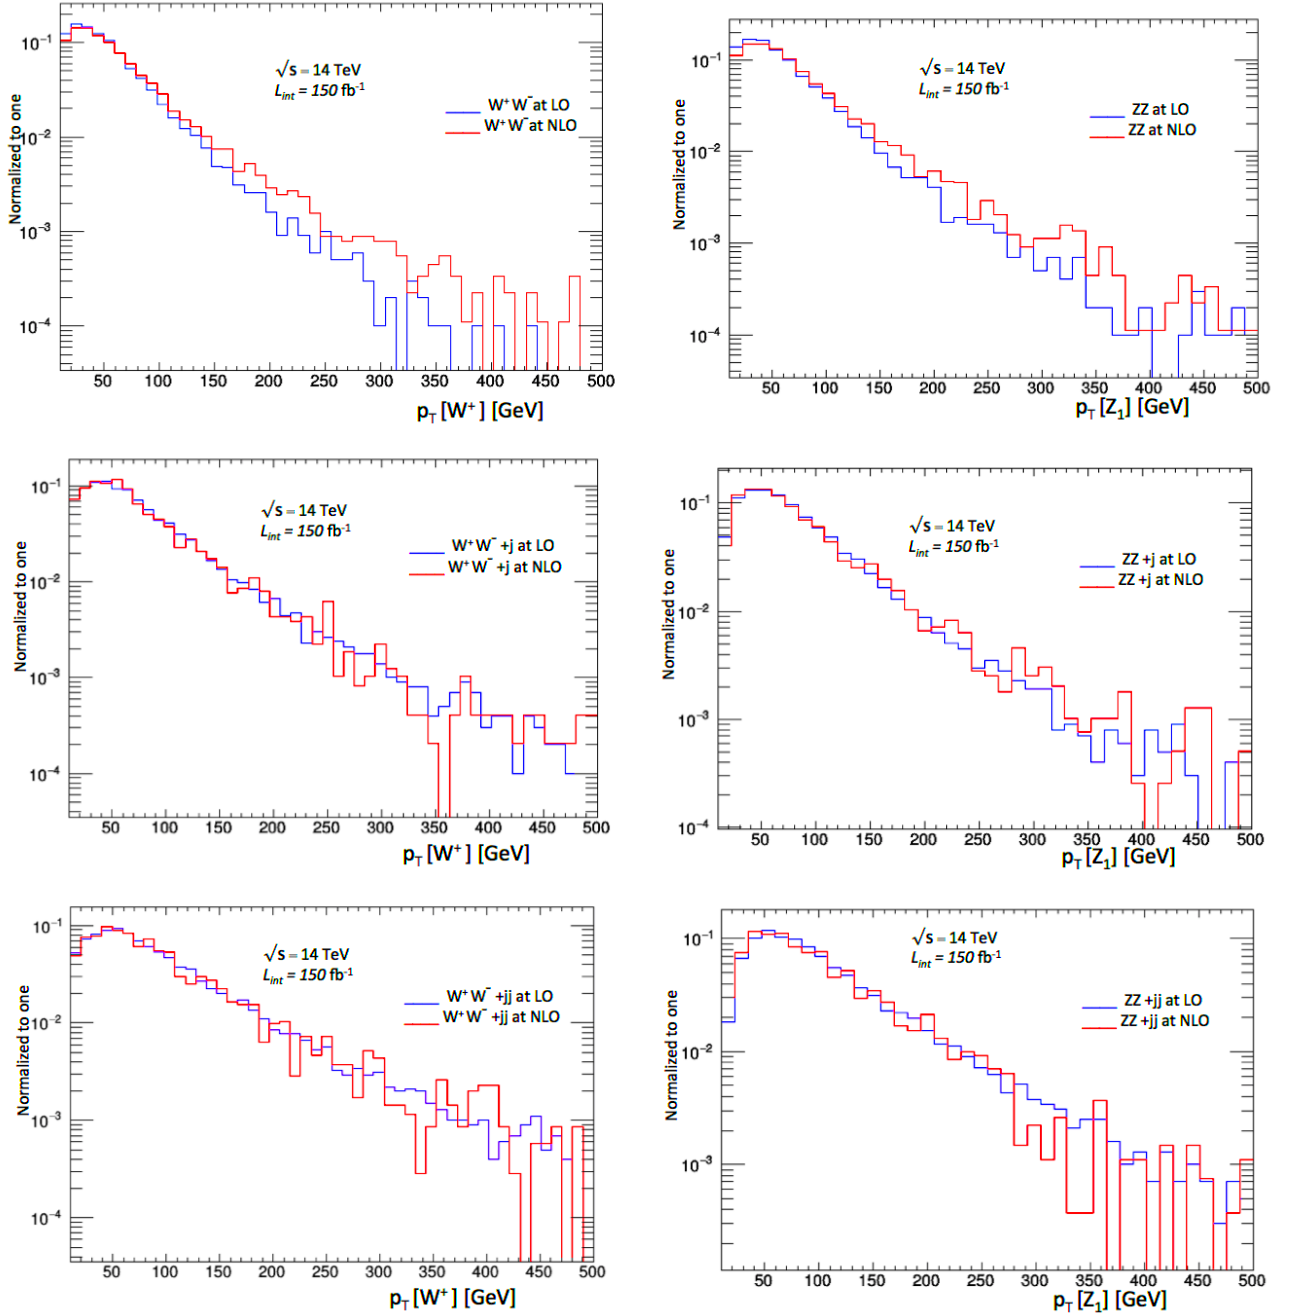 Normalized to one
10⁻¹
10⁻²
10⁻³
10⁻⁴
√s = 14 TeV
L_int = 150 fb⁻¹
W⁺ W⁻ at LO
W⁺ W⁻ at NLO
50 100 150 200 250 300 350 400 450 500
p_T [W⁺] [GeV]
Normalized to one
10⁻¹
10⁻²
10⁻³
10⁻⁴
√s = 14 TeV
L_int = 150 fb⁻¹
ZZ at LO
ZZ at NLO
50 100 150 200 250 300 350 400 450 500
p_T [Z₁] [GeV]
Normalized to one
10⁻¹
10⁻²
10⁻³
10⁻⁴
√s = 14 TeV
L_int = 150 fb⁻¹
W⁺ W⁻ +j at LO
W⁺ W⁻ +j at NLO
50 100 150 200 250 300 350 400 450 500
p_T [W⁺] [GeV]
Normalized to one
10⁻¹
10⁻²
10⁻³
10⁻⁴
√s = 14 TeV
L_int = 150 fb⁻¹
ZZ +j at LO
ZZ +j at NLO
50 100 150 200 250 300 350 400 450 500
p_T [Z₁] [GeV]
Normalized to one
10⁻¹
10⁻²
10⁻³
10⁻⁴
√s = 14 TeV
L_int = 150 fb⁻¹
W⁺ W⁻ +jj at LO
W⁺ W⁻ +jj at NLO
50 100 150 200 250 300 350 400 450 500
p_T [W⁺] [GeV]
Normalized to one
10⁻¹
10⁻²
10⁻³
√s = 14 TeV
L_int = 150 fb⁻¹
ZZ +jj at LO
ZZ +jj at NLO
50 100 150 200 250 300 350 400 450 500
p_T [Z₁] [GeV]